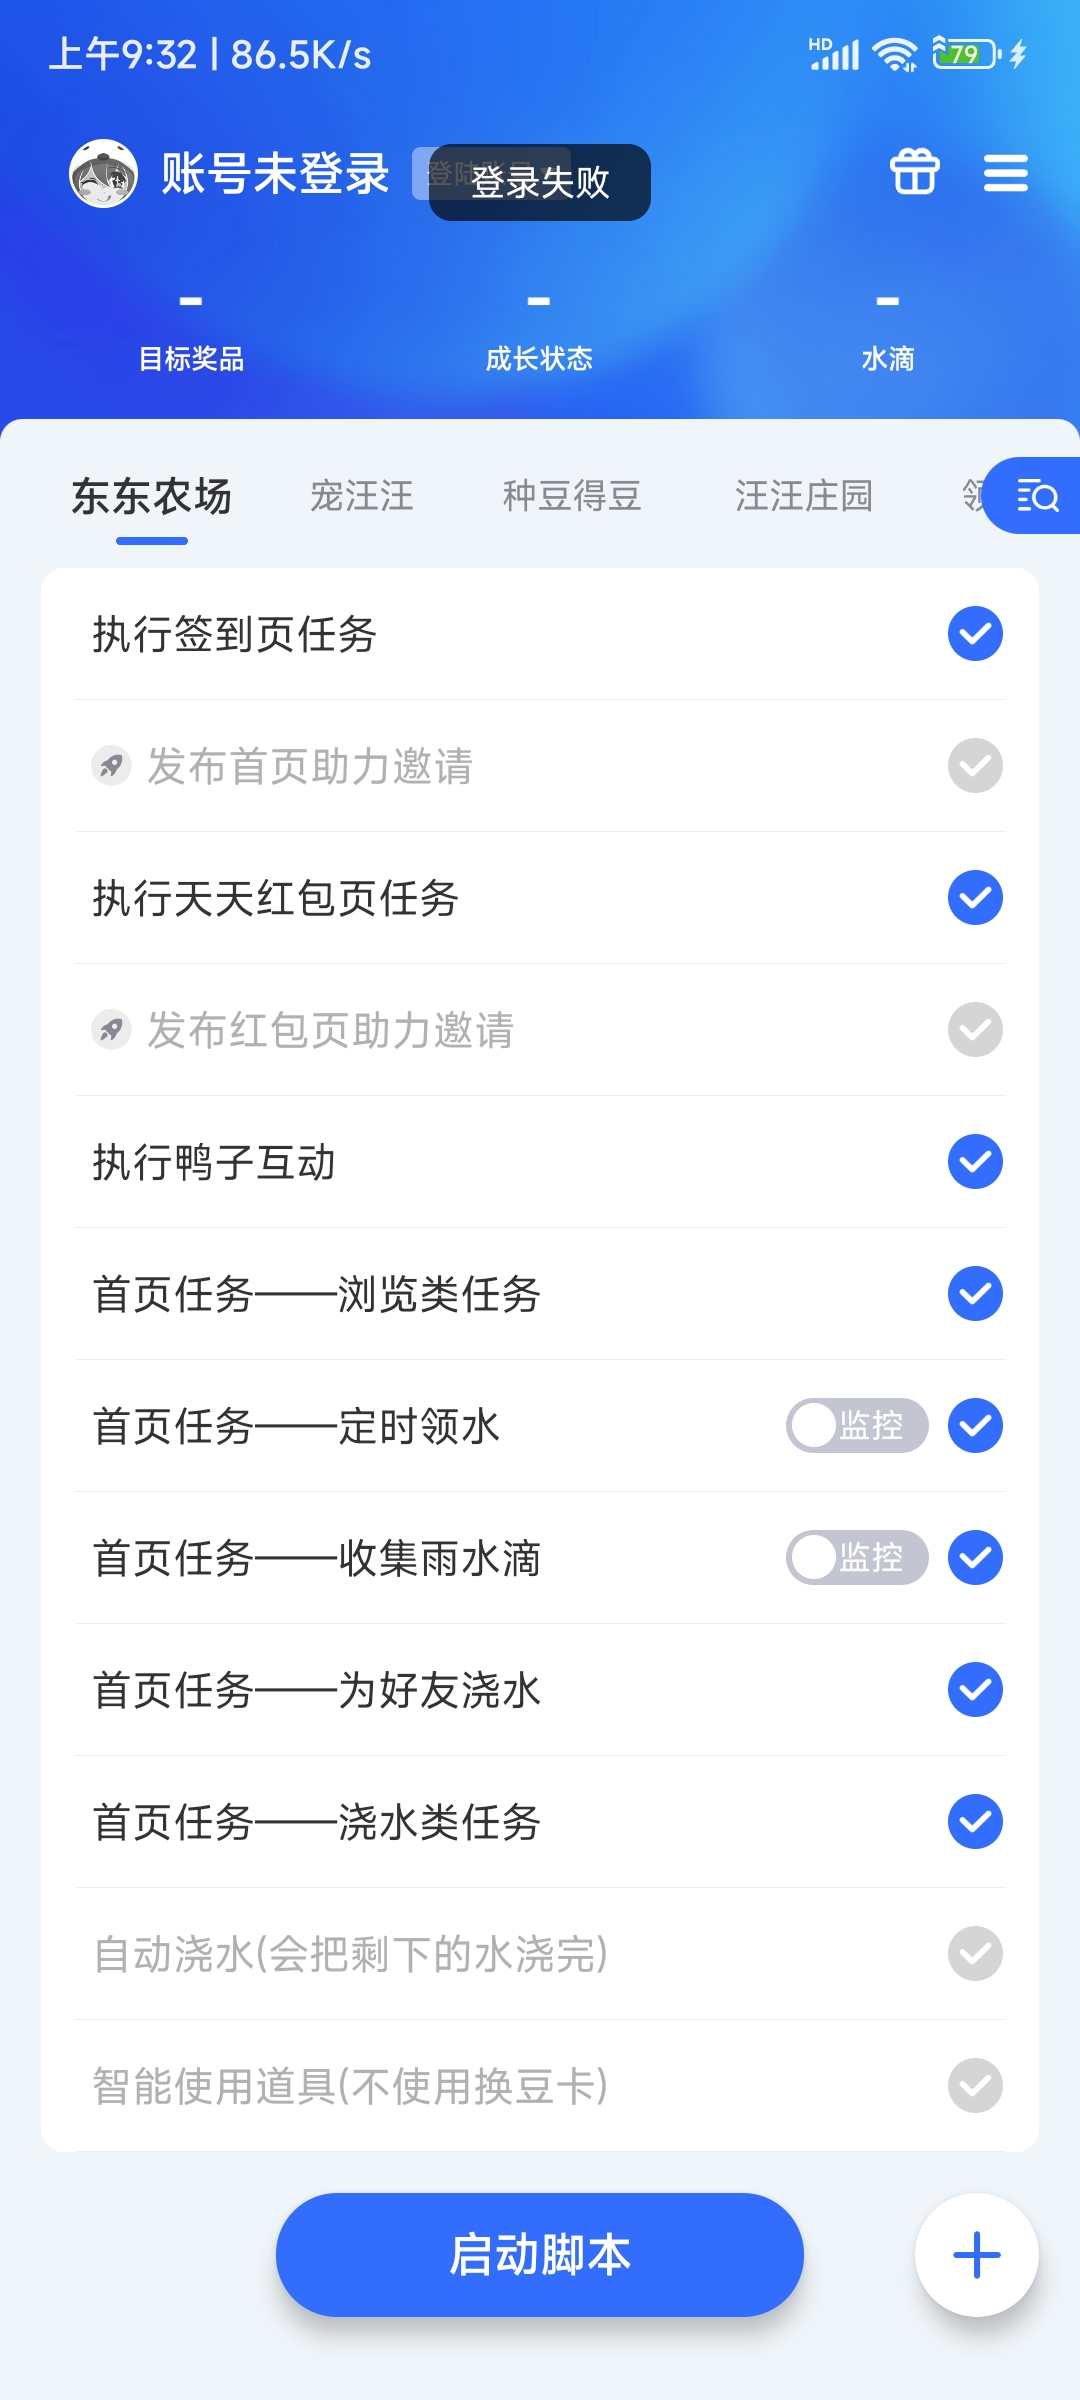 上午9:32 | 86.5K/s
HD
79
账号未登录
登录失败
-
-
-
目标奖品
成长状态
水滴
东东农场
宠汪汪
种豆得豆
汪汪庄园
执行签到页任务
发布首页助力邀请
执行天天红包页任务
发布红包页助力邀请
执行鸭子互动
首页任务——浏览类任务
首页任务——定时领水
监控
首页任务——收集雨水滴
监控
首页任务——为好友浇水
首页任务——浇水类任务
自动浇水(会把剩下的水浇完)
智能使用道具(不使用换豆卡)
启动脚本